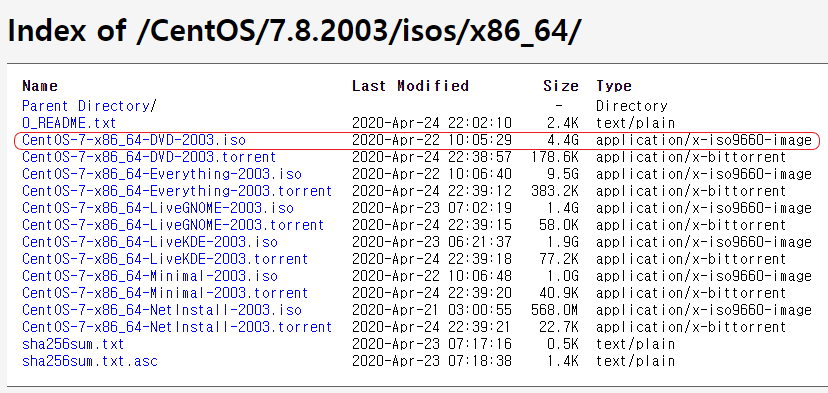 Index of /CentOS/7.8.2003/isos/x86_64/
Name Last Modified Size Type
Parent Directory/ - Directory
0_README.txt 2020-Apr-24 22:02:10 2.4K text/plain
CentOS-7-x86_64-DVD-2003.iso 2020-Apr-22 10:05:29 4.4G application/x-iso9660-image
CentOS-7-x86_64-DVD-2003.torrent 2020-Apr-24 22:38:57 178.6K application/x-bittorrent
CentOS-7-x86_64-Everything-2003.iso 2020-Apr-22 10:06:40 9.5G application/x-iso9660-image
CentOS-7-x86_64-Everything-2003.torrent 2020-Apr-24 22:39:12 383.2K application/x-bittorrent
CentOS-7-x86_64-LiveGNOME-2003.iso 2020-Apr-23 07:02:19 1.4G application/x-iso9660-image
CentOS-7-x86_64-LiveGNOME-2003.torrent 2020-Apr-24 22:39:15 58.0K application/x-bittorrent
CentOS-7-x86_64-LiveKDE-2003.iso 2020-Apr-23 06:21:37 1.9G application/x-iso9660-image
CentOS-7-x86_64-LiveKDE-2003.torrent 2020-Apr-24 22:39:18 77.2K application/x-bittorrent
CentOS-7-x86_64-Minimal-2003.iso 2020-Apr-22 10:06:48 1.0G application/x-iso9660-image
CentOS-7-x86_64-Minimal-2003.torrent 2020-Apr-24 22:39:20 40.9K application/x-bittorrent
CentOS-7-x86_64-NetInstall-2003.iso 2020-Apr-21 03:00:55 568.0M application/x-iso9660-image
CentOS-7-x86_64-NetInstall-2003.torrent 2020-Apr-24 22:39:21 22.7K application/x-bittorrent
sha256sum.txt 2020-Apr-23 07:17:16 0.5K text/plain
sha256sum.txt.asc 2020-Apr-23 07:18:38 1.4K text/plain